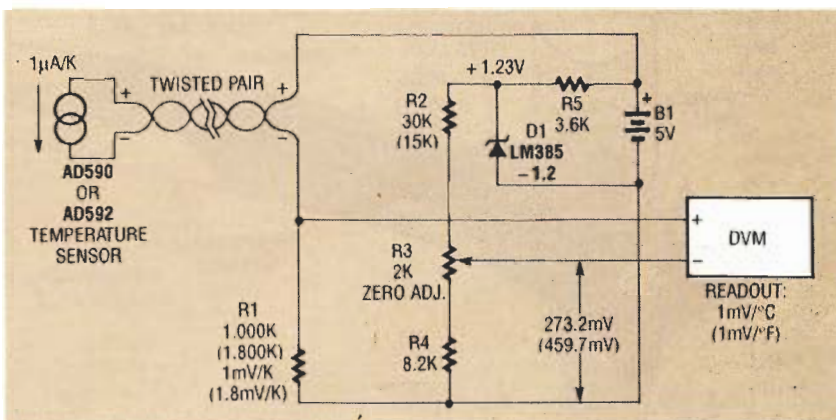 1μA/K
TWISTED PAIR
+
−
+
−
AD590
OR
AD592
TEMPERATURE
SENSOR
+1.23V
R2
30K
(15K)
R5
3.6K
D1
LM385
−1.2
+
B1
5V
R3
2K
ZERO ADJ.
+
−
DVM
READOUT:
1mV/°C
(1mV/°F)
R1
1.000K
(1.800K)
1mV/K
(1.8mV/K)
R4
8.2K
273.2mV
(459.7mV)